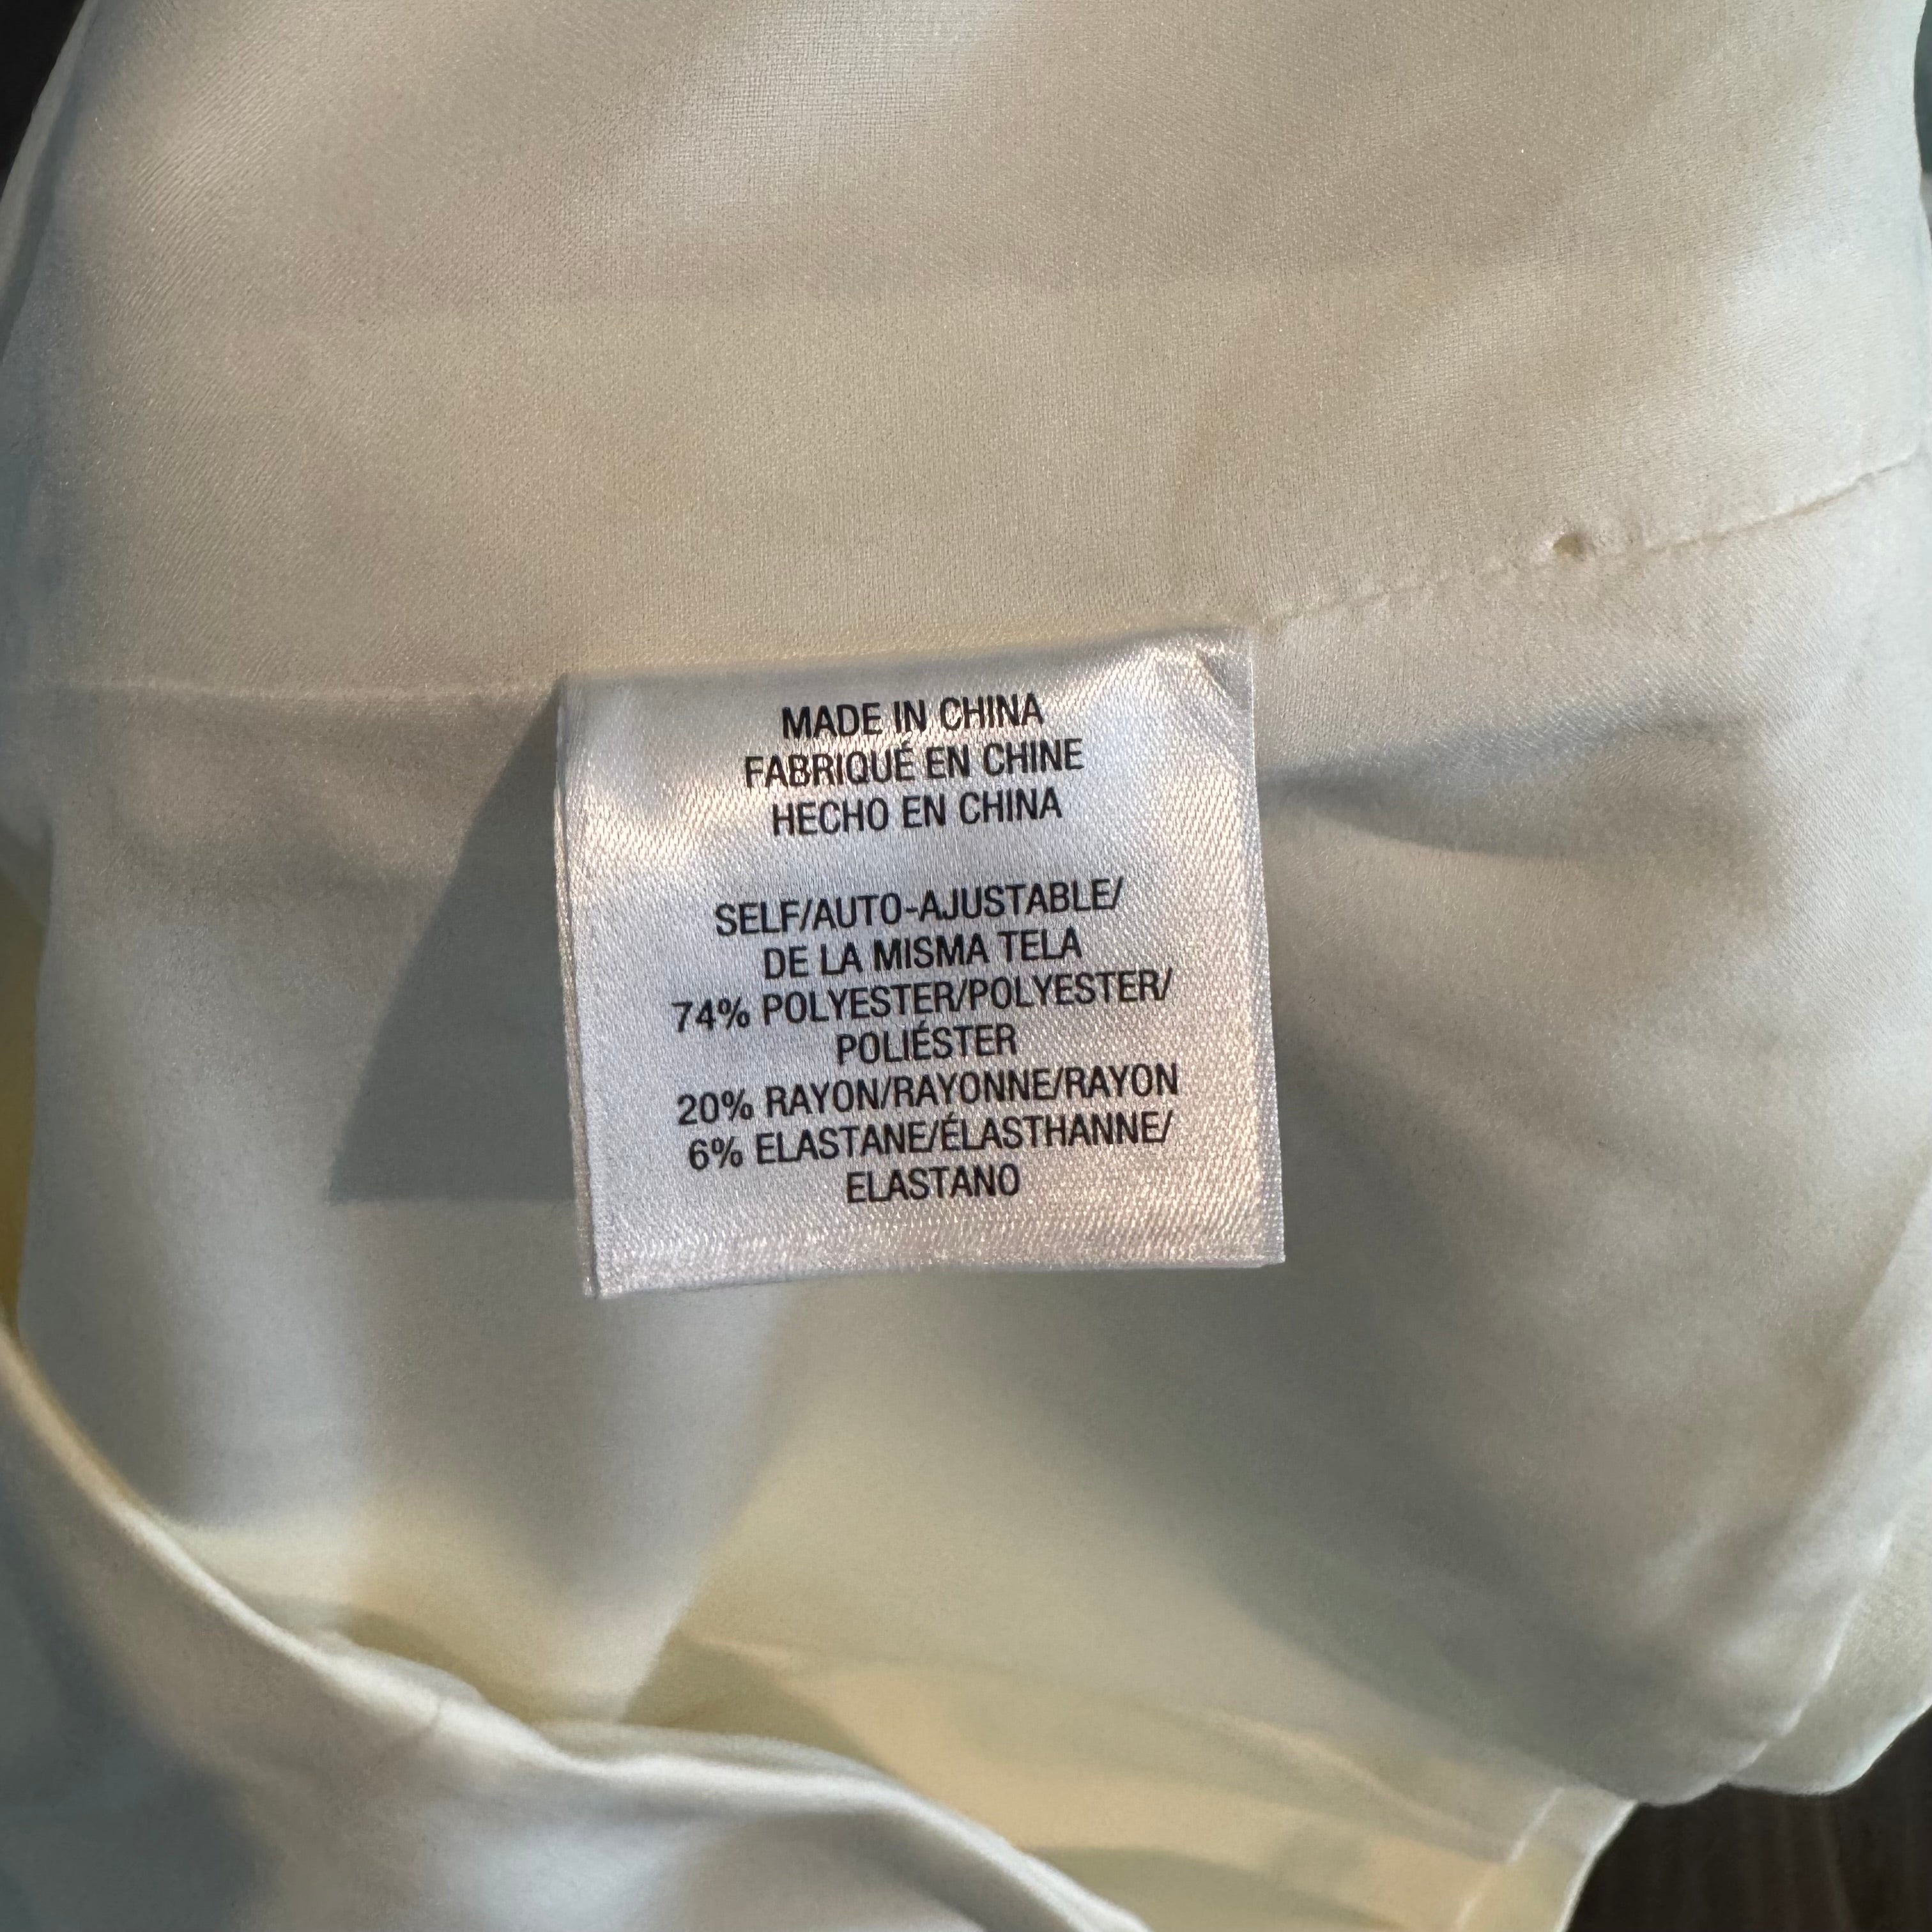 MADE IN CHINA
FABRIQUÉ EN CHINE
HECHO EN CHINA
SELF/AUTO-AJUSTABLE/
DE LA MISMA TELA
74% POLYESTER/POLYESTER/
POLIÉSTER
20% RAYON/RAYONNE/RAYON
6% ELASTANE/ÉLASTHANNE/
ELASTANO